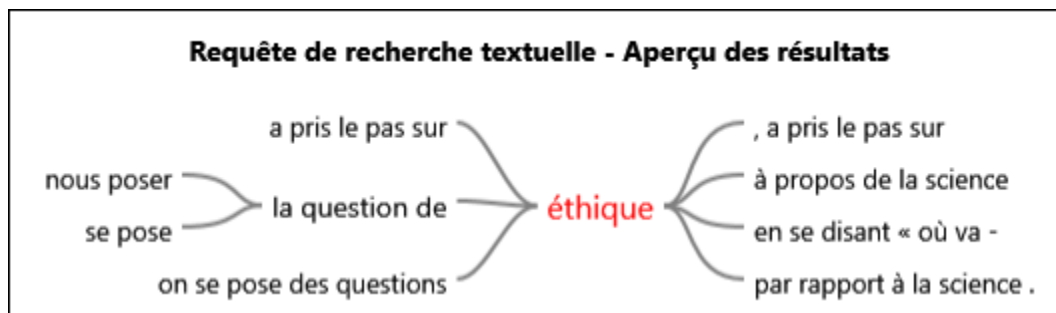 Requête de recherche textuelle - Aperçu des résultats
a pris le pas sur
nous poser
se pose
la question de
on se pose des questions
éthique
, a pris le pas sur
à propos de la science
en se disant « où va -
par rapport à la science .